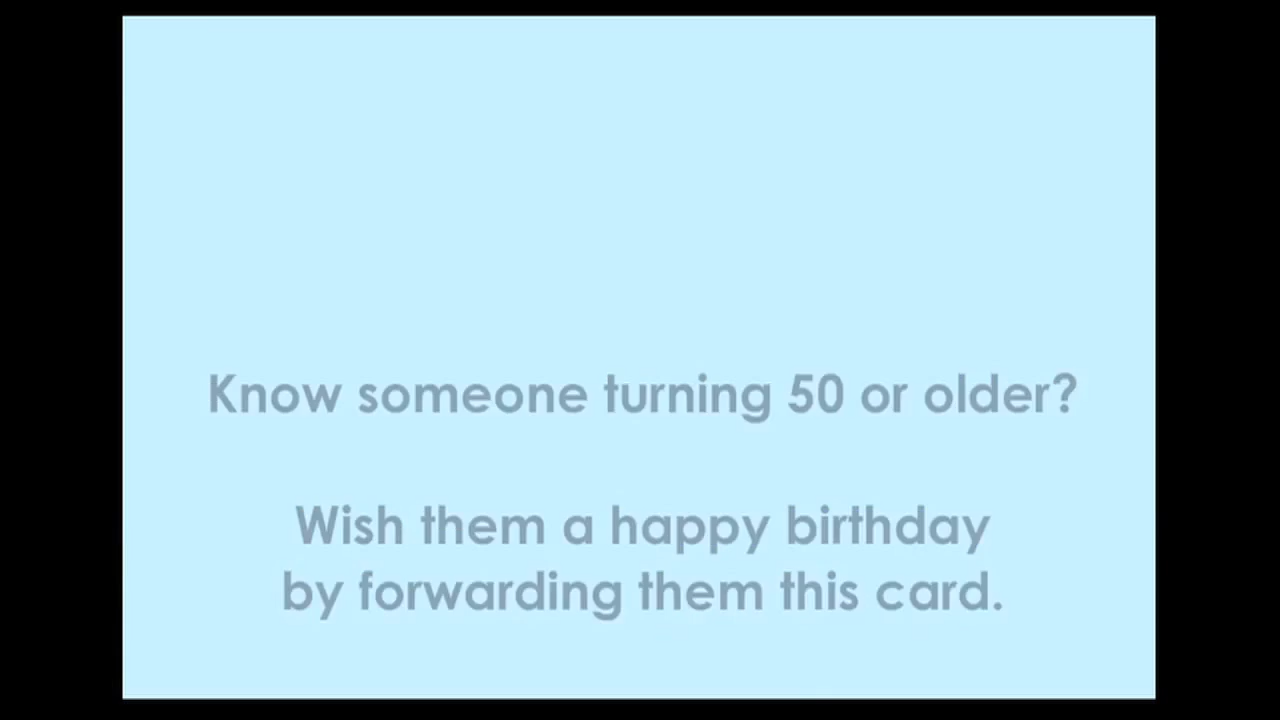 Know someone turning 50 or older?
Wish them a happy birthday
by forwarding them this card.